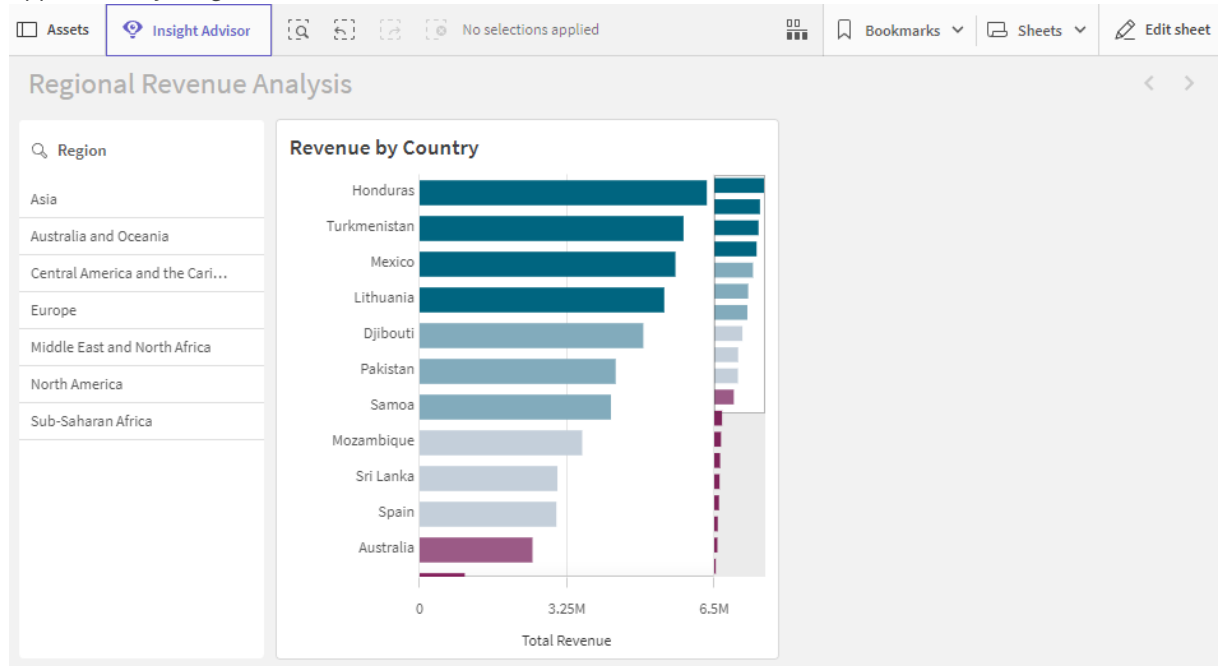 Assets
Insight Advisor
No selections applied
Bookmarks
Sheets
Edit sheet
Regional Revenue Analysis
Region
Asia
Australia and Oceania
Central America and the Cari...
Europe
Middle East and North Africa
North America
Sub-Saharan Africa
Revenue by Country
Honduras
Turkmenistan
Mexico
Lithuania
Djibouti
Pakistan
Samoa
Mozambique
Sri Lanka
Spain
Australia
0 3.25M 6.5M
Total Revenue